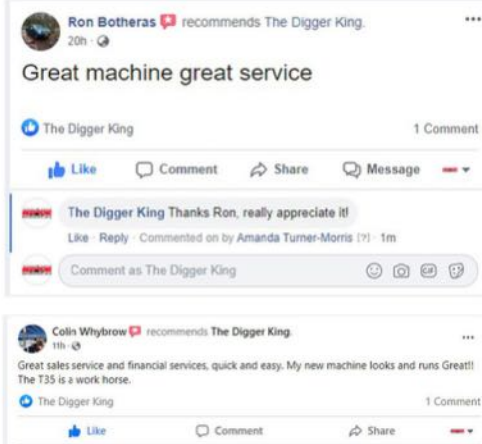 Ron Botheras recommends The Digger King.
20h ·
Great machine great service
The Digger King 1 Comment
Like Comment Share Message
The Digger King Thanks Ron, really appreciate it!
Like · Reply · Commented on by Amanda Turner-Morris [?] · 1m
Comment as The Digger King GIF
Colin Whybrow recommends The Digger King.
11h ·
Great sales service and financial services, quick and easy. My new machine looks and runs Great!!
The T35 is a work horse.
The Digger King 1 Comment
Like Comment Share